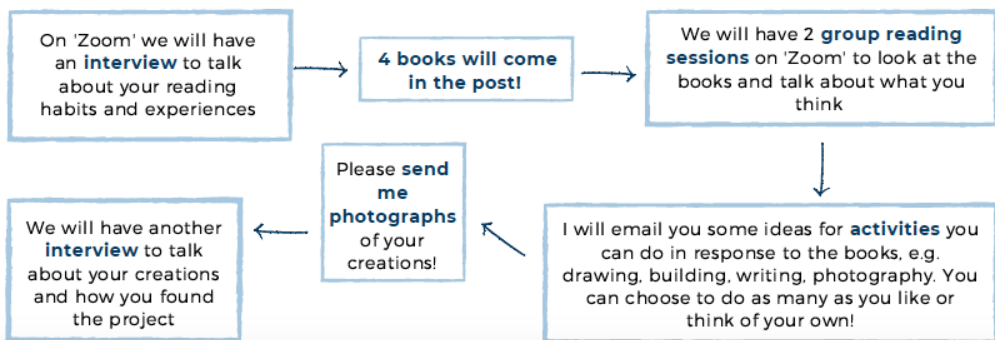 On 'Zoom' we will have
an interview to talk
about your reading
habits and experiences
4 books will come
in the post!
We will have 2 group reading
sessions on 'Zoom' to look at the
books and talk about what you
think
I will email you some ideas for activities you
can do in response to the books, e.g.
drawing, building, writing, photography. You
can choose to do as many as you like or
think of your own!
Please send
me
photographs
of your
creations!
We will have another
interview to talk
about your creations
and how you found
the project